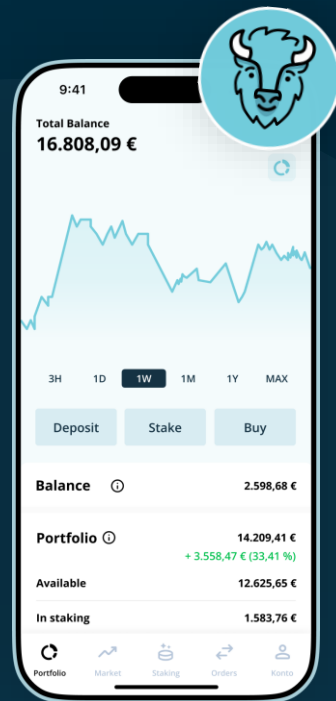 9:41
Total Balance
16.808,09 €
3H 1D 1W 1M 1Y MAX
Deposit Stake Buy
Balance 2.598,68 €
Portfolio 14.209,41 €
+ 3.558,47 € (33,41 %)
Available 12.625,65 €
In staking 1.583,76 €
Portfolio Market Staking Orders Konto